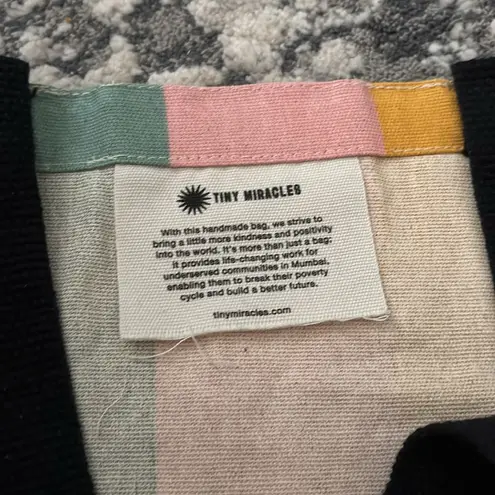 TINY MIRACLES
With this handmade bag, we strive to
bring a little more kindness and positivity
into the world. It's more than just a bag:
it provides life-changing work for
underserved communities in Mumbai,
enabling them to break their poverty
cycle and build a better future.
tinymiracles.com